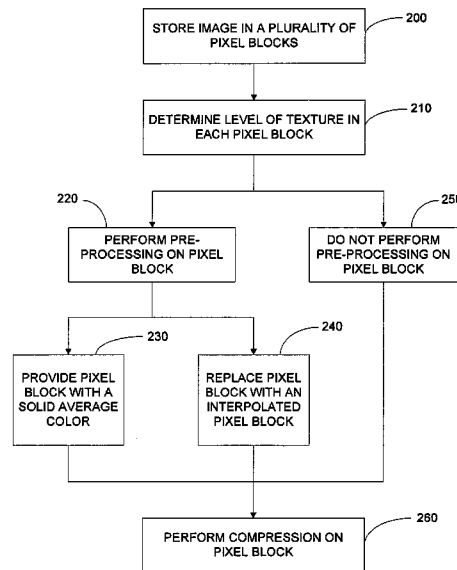 STORE IMAGE IN A PLURALITY OF
PIXEL BLOCKS
200
DETERMINE LEVEL OF TEXTURE IN
EACH PIXEL BLOCK
210
220
PERFORM PRE-
PROCESSING ON PIXEL
BLOCK
250
DO NOT PERFORM
PRE-PROCESSING ON
PIXEL BLOCK
230
PROVIDE PIXEL
BLOCK WITH A
SOLID AVERAGE
COLOR
240
REPLACE PIXEL
BLOCK WITH AN
INTERPOLATED
PIXEL BLOCK
PERFORM COMPRESSION ON
PIXEL BLOCK
260